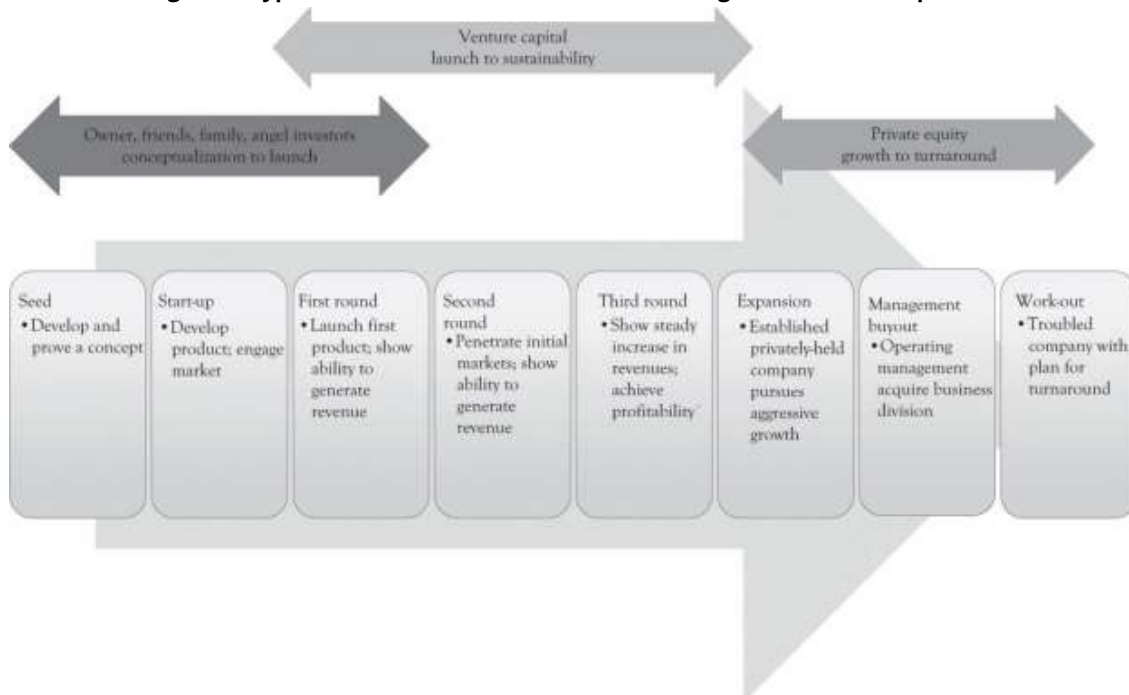 Venture capital
launch to sustainability
Owner, friends, family, angel investors
conceptualization to launch
Private equity
growth to turnaround
Seed
•Develop and
prove a concept
Start-up
•Develop
product; engage
market
First round
•Launch first
product; show
ability to
generate
revenue
Second
round
•Penetrate initial
markets; show
ability to
generate
revenue
Third round
•Show steady
increase in
revenues;
achieve
profitability
Expansion
•Established
privately-held
company
pursues
aggressive
growth
Management
buyout
•Operating
management
acquire business
division
Work-out
•Troubled
company with
plan for
turnaround